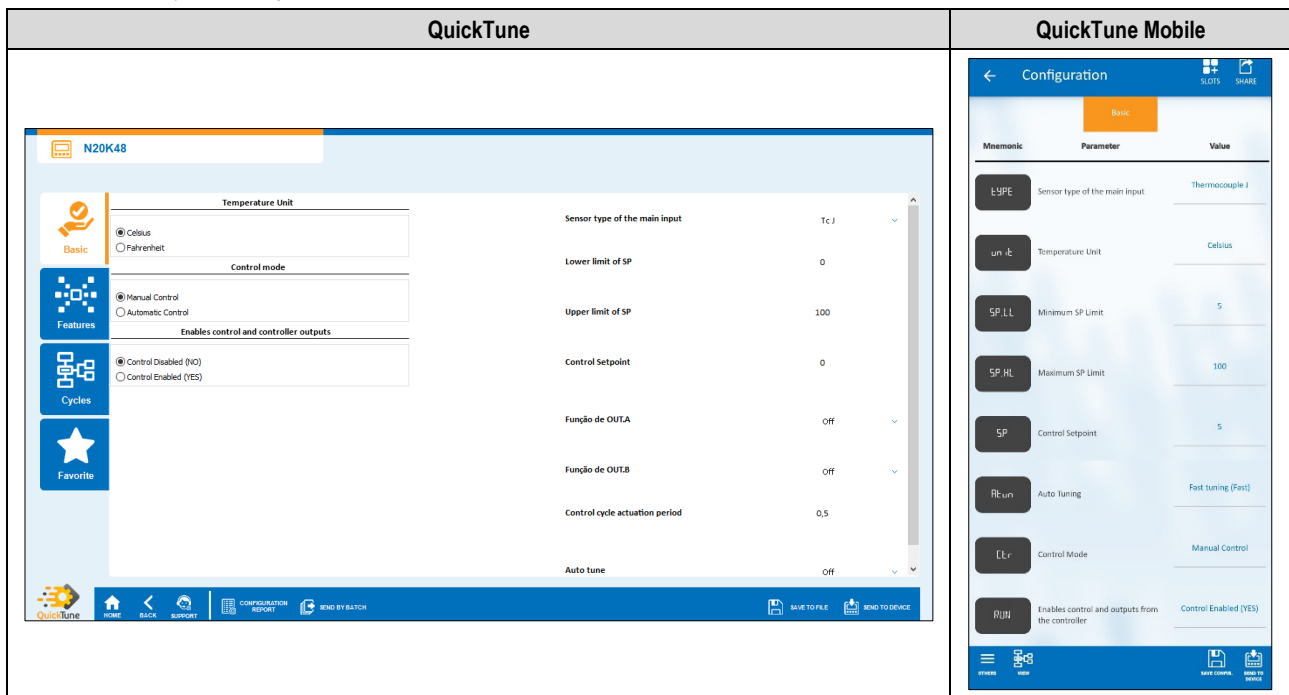 QuickTune
QuickTune Mobile
N20K48
Basic
Features
Cycles
Favorite
Temperature Unit
Celsius
Fahrenheit
Control mode
Manual Control
Automatic Control
Enables control and controller outputs
Control Disabled (NO)
Control Enabled (YES)
Sensor type of the main input Tc J
Lower limit of SP 0
Upper limit of SP 100
Control Setpoint 0
Função de OUT.A Off
Função de OUT.B Off
Control cycle actuation period 0,5
Auto tune Off
QuickTune
HOME
BACK
SUPPORT
CONFIGURATION
REPORT
SEND BY BATCH
SAVE TO FILE
SEND TO DEVICE
Configuration
SLOTS
SHARE
Basic
Mnemonic Parameter Value
tYPE Sensor type of the main input Thermocouple J
unit Temperature Unit Celsius
SP.LL Minimum SP Limit 5
SP.HL Maximum SP Limit 100
SP Control Setpoint 5
Atun Auto Tuning Fast tuning (Fast)
Ctr Control Mode Manual Control
RUN Enables control and outputs from Control Enabled (YES)
the controller
OTHERS
VIEW
SAVE CONFIG.
SEND TO
DEVICE